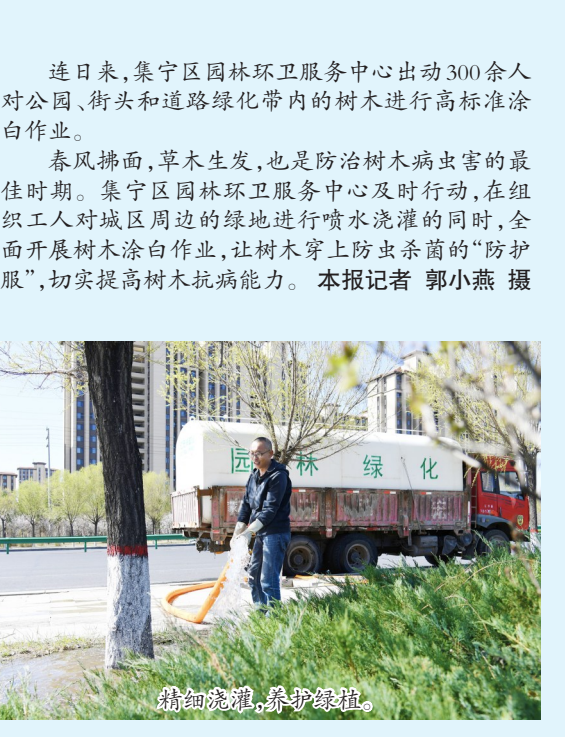 连日来,集宁区园林环卫服务中心出动300余人
对公园、街头和道路绿化带内的树木进行高标准涂
白作业。
春风拂面,草木生发,也是防治树木病虫害的最
佳时期。集宁区园林环卫服务中心及时行动,在组
织工人对城区周边的绿地进行喷水浇灌的同时,全
面开展树木涂白作业,让树木穿上防虫杀菌的“防护
服”,切实提高树木抗病能力。 本报记者 郭小燕 摄
园林绿化
精细浇灌,养护绿植。